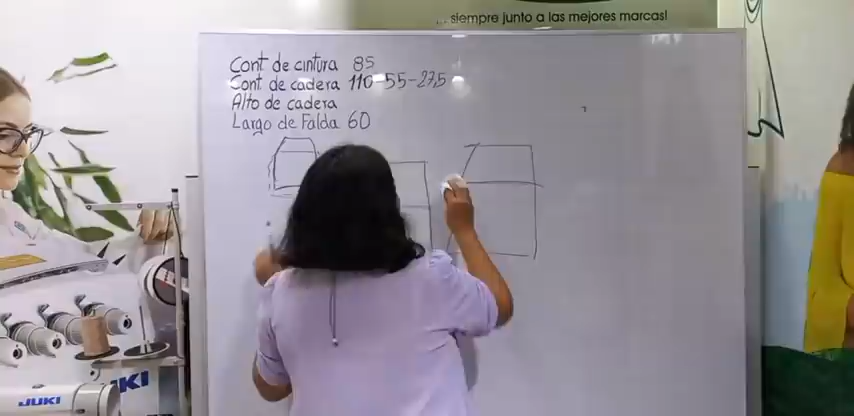 ... siempre junto a las mejores marcas!
Cont de cintura 85
Cont. de cadera 110-55-27,5
Alto de cadera
Largo de Falda 60
JUKI
JUKI